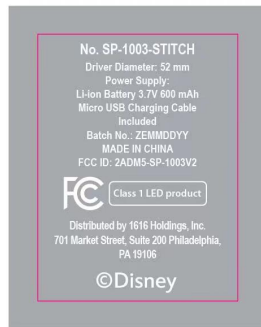 No. SP-1003-STITCH
Driver Diameter: 52 mm
Power Supply:
Li-ion Battery 3.7V 600 mAh
Micro USB Charging Cable
Included
Batch No.: ZEMMDDYY
MADE IN CHINA
FCC ID: 2ADM5-SP-1003V2
FC Class 1 LED product
Distributed by 1616 Holdings, Inc.
701 Market Street, Suite 200 Philadelphia,
PA 19106
©Disney